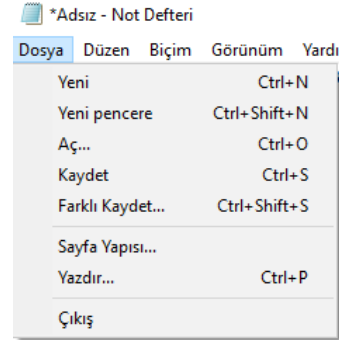 *Adsız - Not Defteri
Dosya Düzen Biçim Görünüm Yardı
Yeni Ctrl+N
Yeni pencere Ctrl+Shift+N
Aç... Ctrl+O
Kaydet Ctrl+S
Farklı Kaydet... Ctrl+Shift+S
Sayfa Yapısı...
Yazdır... Ctrl+P
Çıkış